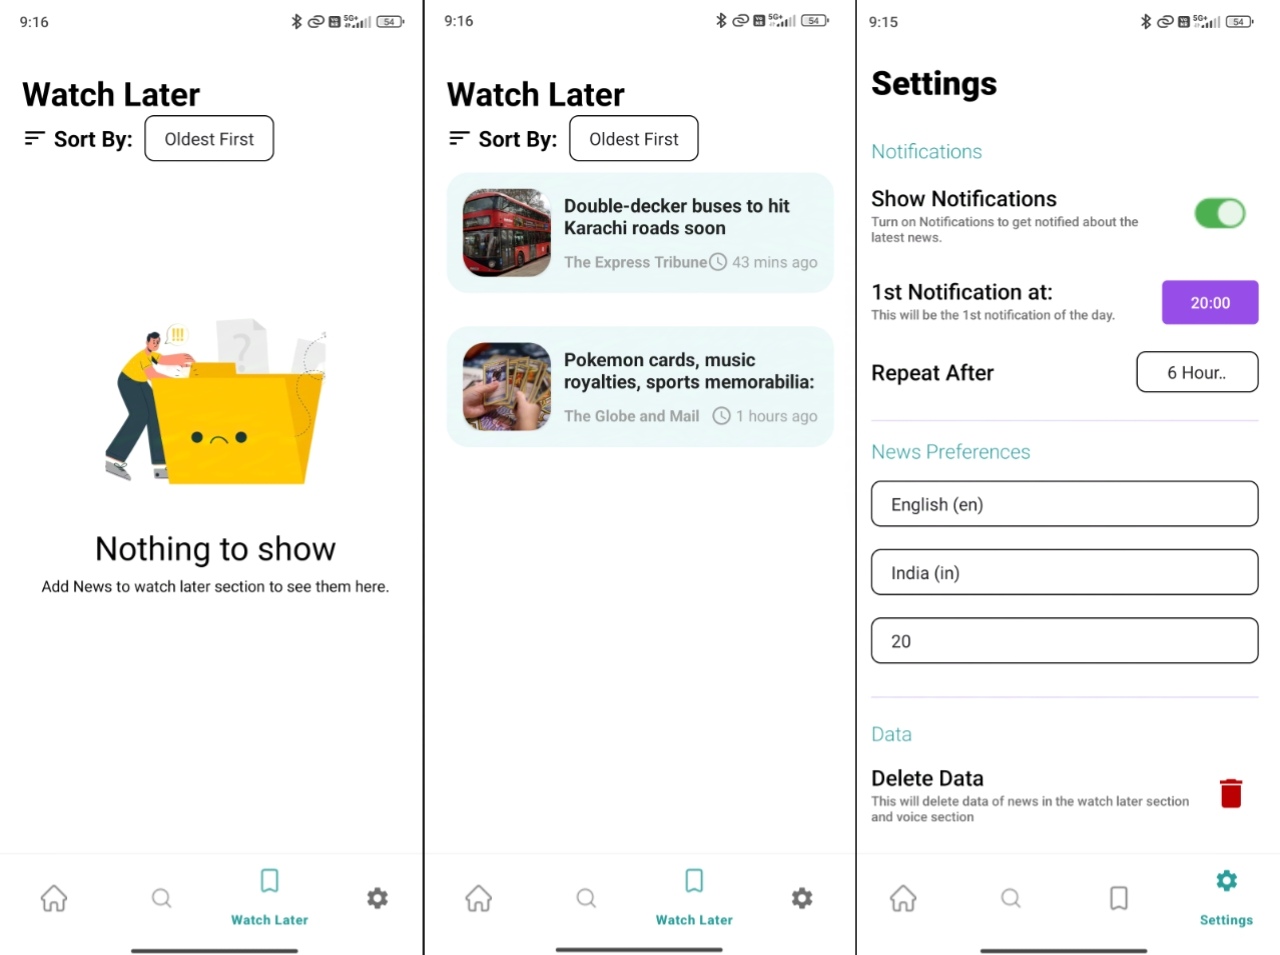 9:16
5G+
54
Watch Later
Sort By:
Oldest First
!!!
?
Nothing to show
Add News to watch later section to see them here.
Watch Later
9:16
5G+
54
Watch Later
Sort By:
Oldest First
Double-decker buses to hit
Karachi roads soon
The Express Tribune 43 mins ago
Pokemon cards, music
royalties, sports memorabilia:
The Globe and Mail 1 hours ago
Watch Later
9:15
5G+
54
Settings
Notifications
Show Notifications
Turn on Notifications to get notified about the
latest news.
1st Notification at:
This will be the 1st notification of the day.
20:00
Repeat After
6 Hour..
News Preferences
English (en)
India (in)
20
Data
Delete Data
This will delete data of news in the watch later section
and voice section
Settings